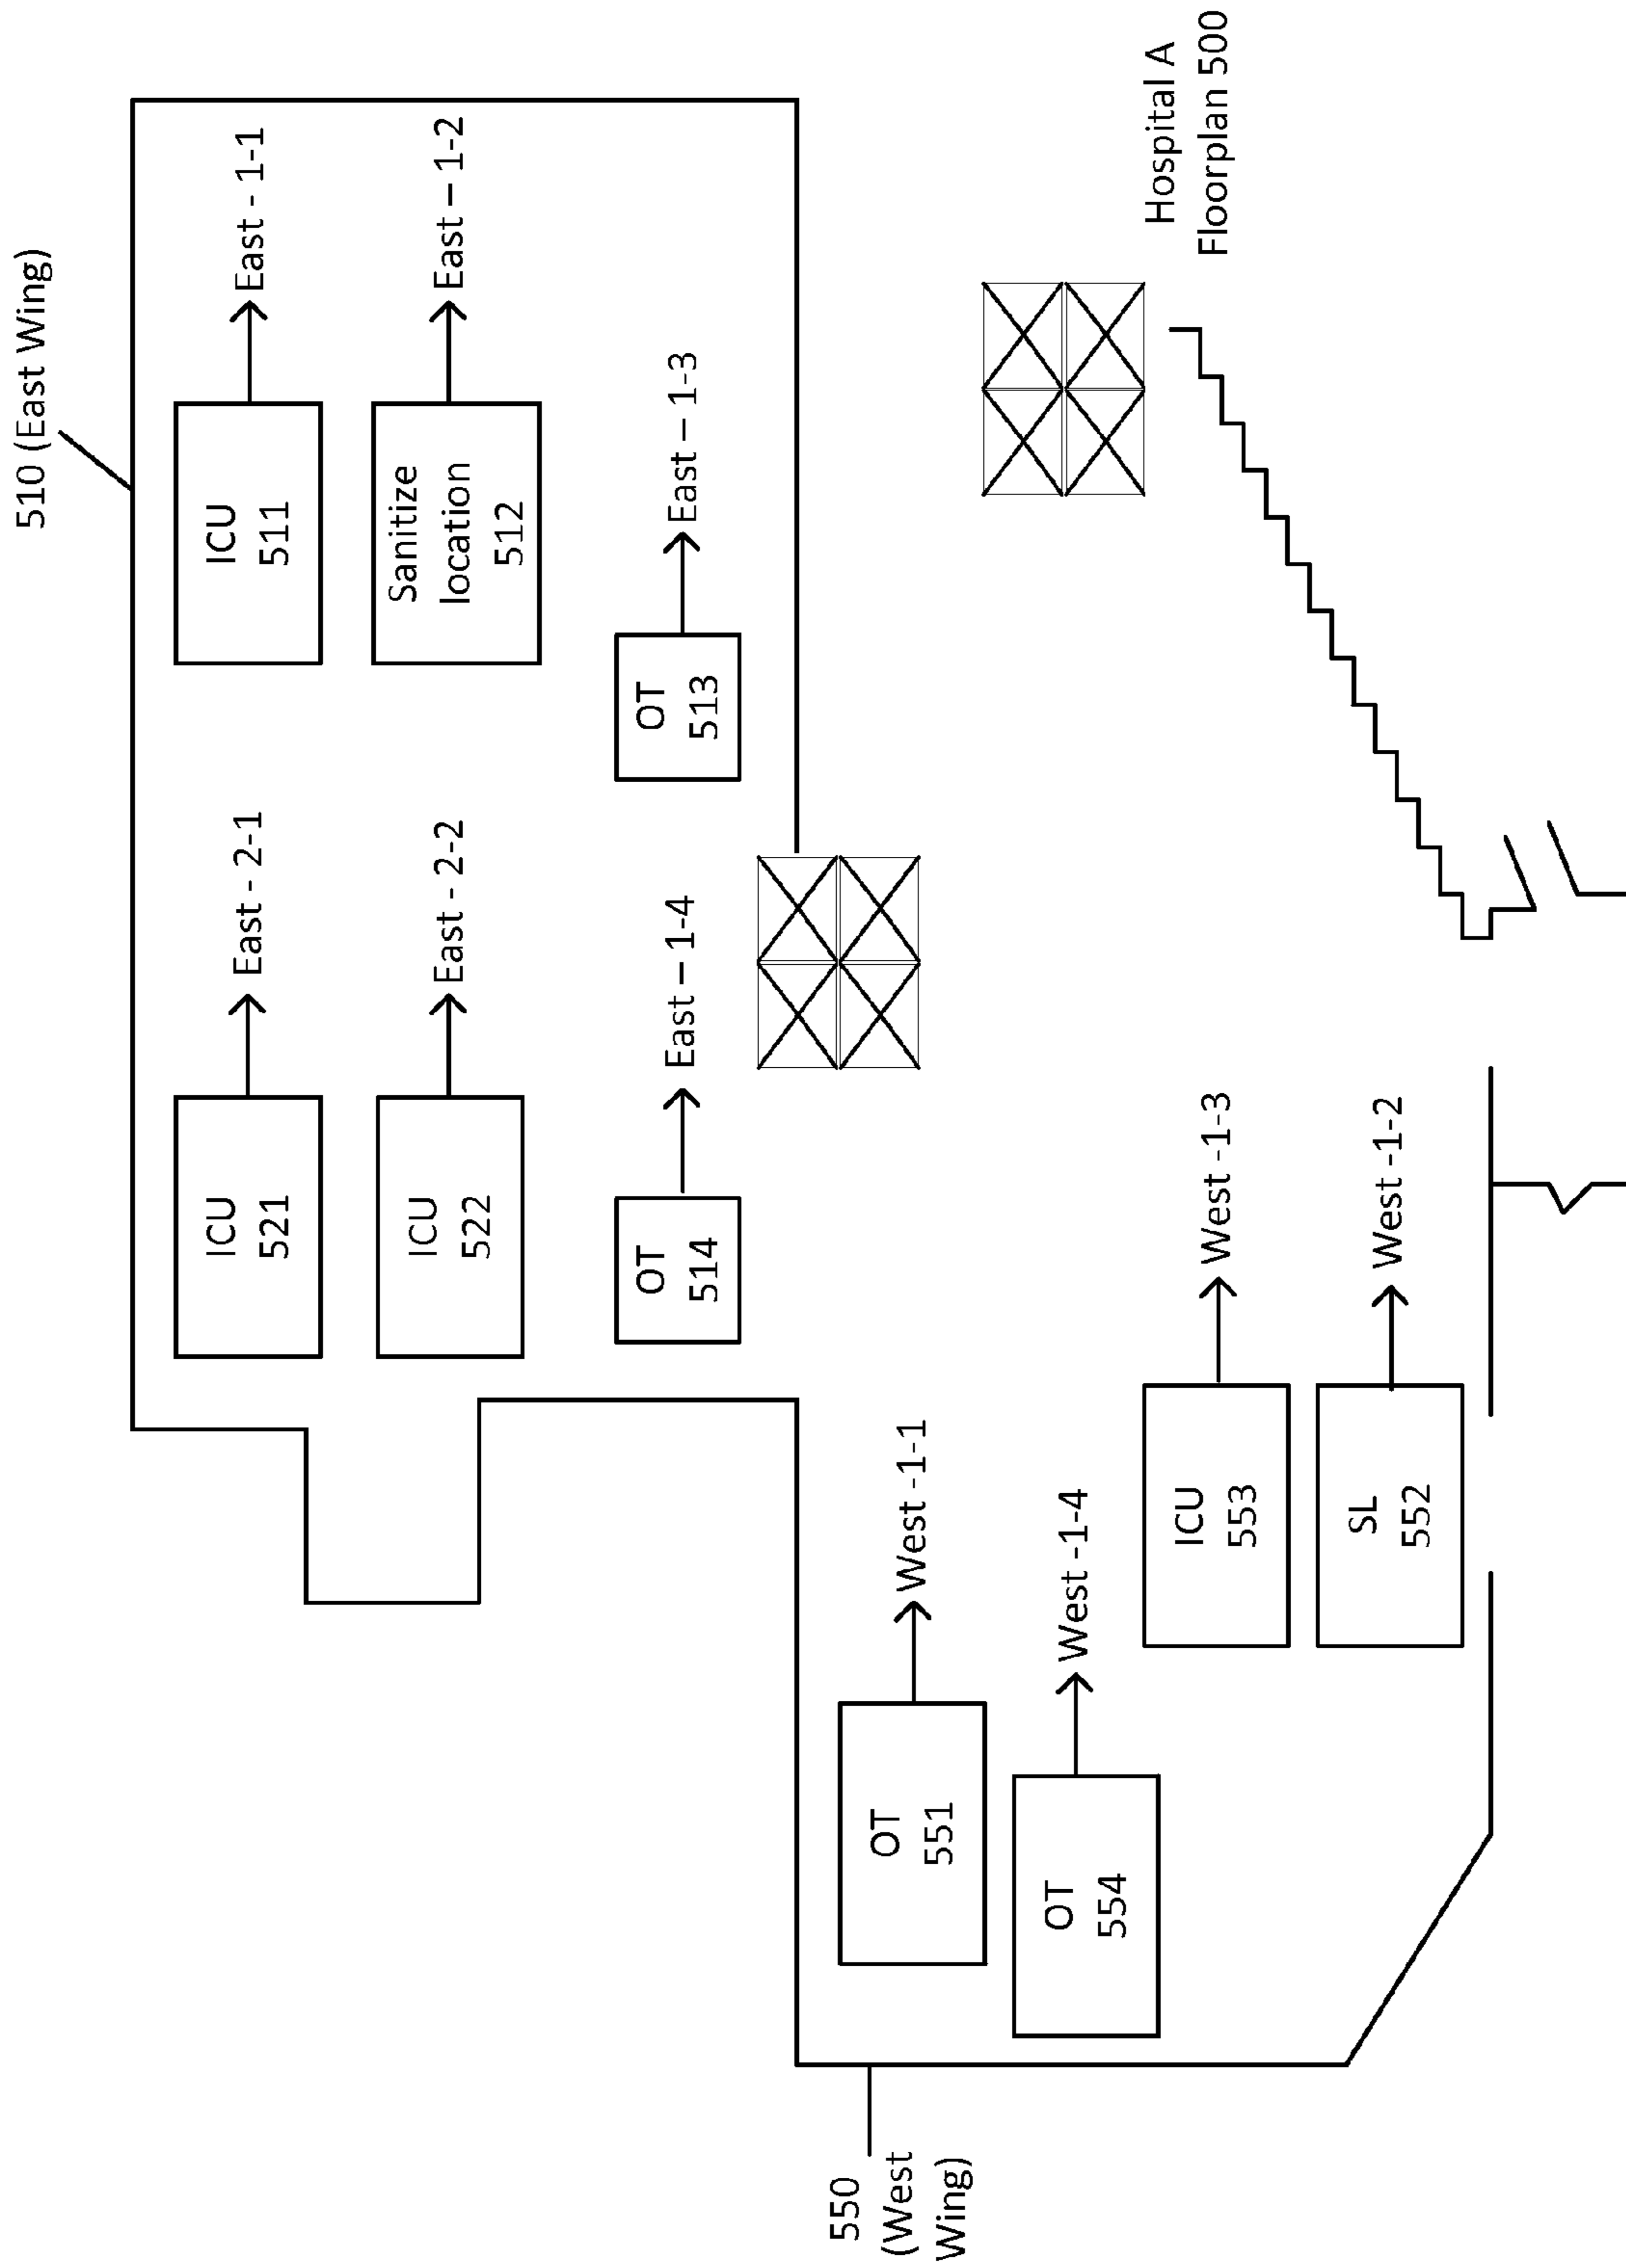 510 (East Wing)
ICU
521
East - 2-1
ICU
511
East - 1-1
ICU
522
East - 2-2
Sanitize
location
512
East – 1-2
OT
514
East – 1-4
OT
513
East – 1-3
550
(West
Wing)
OT
551
West -1-1
OT
554
West -1-4
ICU
553
West -1-3
SL
552
West -1-2
Hospital A
Floorplan 500